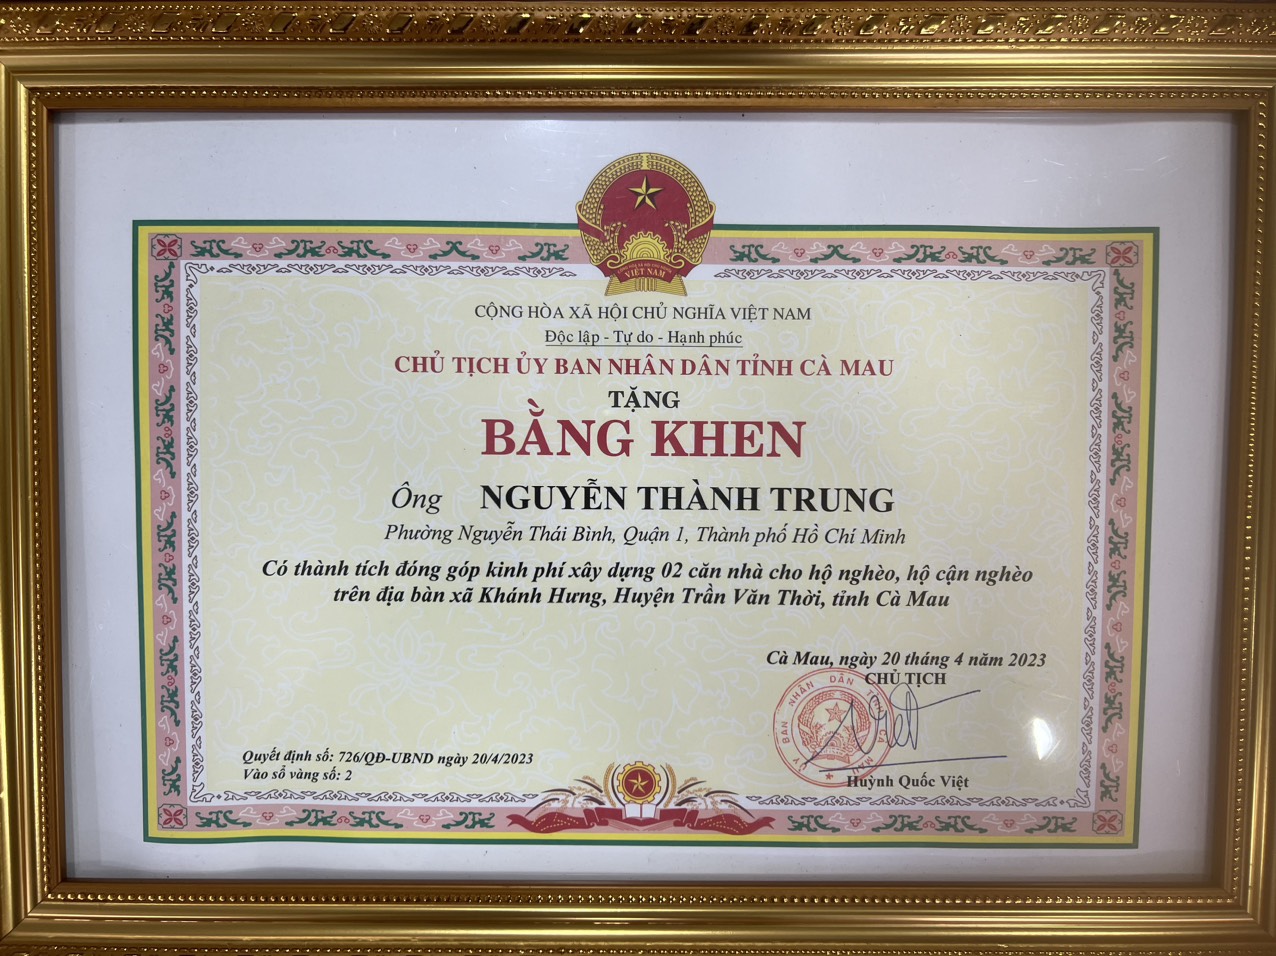 VIỆT NAM
CỘNG HÒA XÃ HỘI CHỦ NGHĨA VIỆT NAM
Độc lập - Tự do - Hạnh phúc
CHỦ TỊCH ỦY BAN NHÂN DÂN TỈNH CÀ MAU
TẶNG
BẰNG KHEN
Ông NGUYỄN THÀNH TRUNG
Phường Nguyễn Thái Bình, Quận 1, Thành phố Hồ Chí Minh
Có thành tích đóng góp kinh phí xây dựng 02 căn nhà cho hộ nghèo, hộ cận nghèo
trên địa bàn xã Khánh Hưng, Huyện Trần Văn Thời, tỉnh Cà Mau
Cà Mau, ngày 20 tháng 4 năm 2023
CHỦ TỊCH
Y BAN NHÂN DÂN
Huỳnh Quốc Việt
Quyết định số: 726/QĐ-UBND ngày 20/4/2023
Vào sổ vàng số: 2